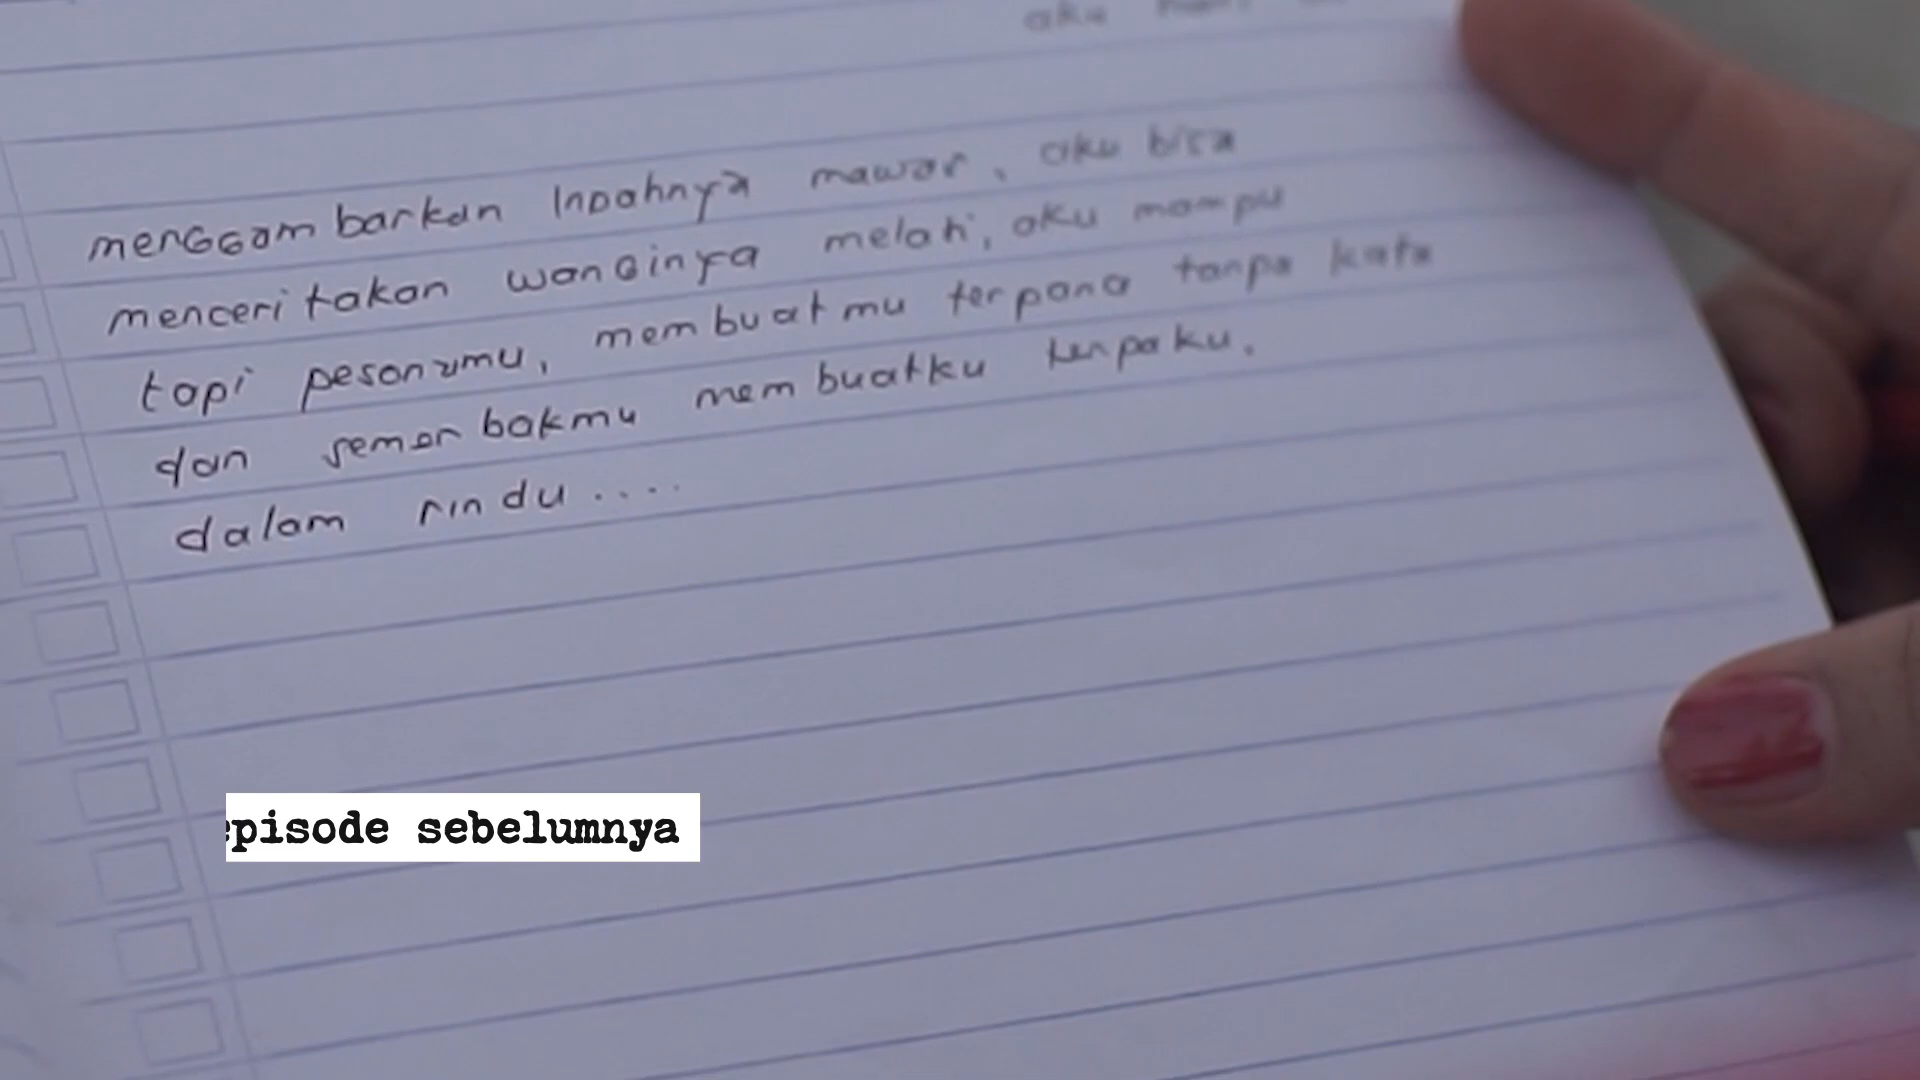 aku
menggambarkan Indahnya mawar, aku bisa
menceritakan wanginya melati, aku mampu
tapi pesonamu, membuatmu terpana tanpa kata
dan semerbakmu membuatku terpaku.
dalam rindu ....
episode sebelumnya